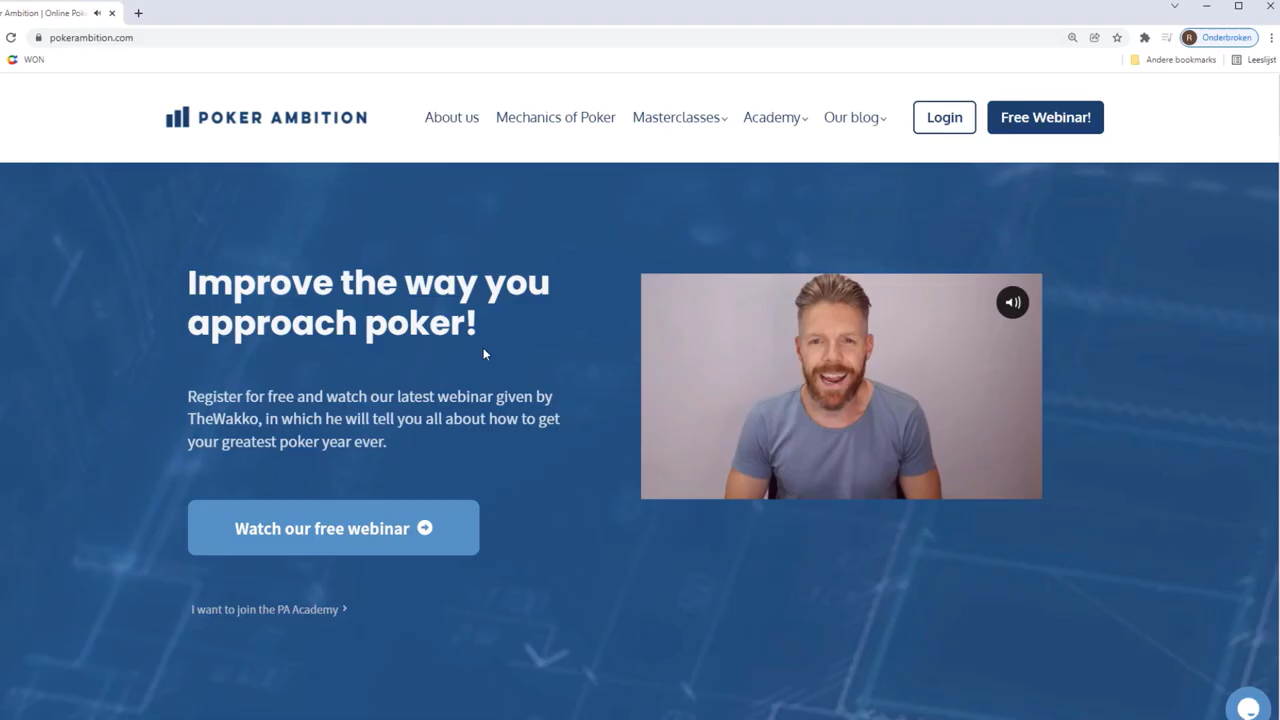 r Ambition | Online Pok
pokerambition.com
R Onderbroken
WON
Andere bookmarks
Leeslijst
POKER AMBITION
About us
Mechanics of Poker
Masterclasses
Academy
Our blog
Login
Free Webinar!
Improve the way you
approach poker!
Register for free and watch our latest webinar given by
TheWakko, in which he will tell you all about how to get
your greatest poker year ever.
Watch our free webinar
I want to join the PA Academy